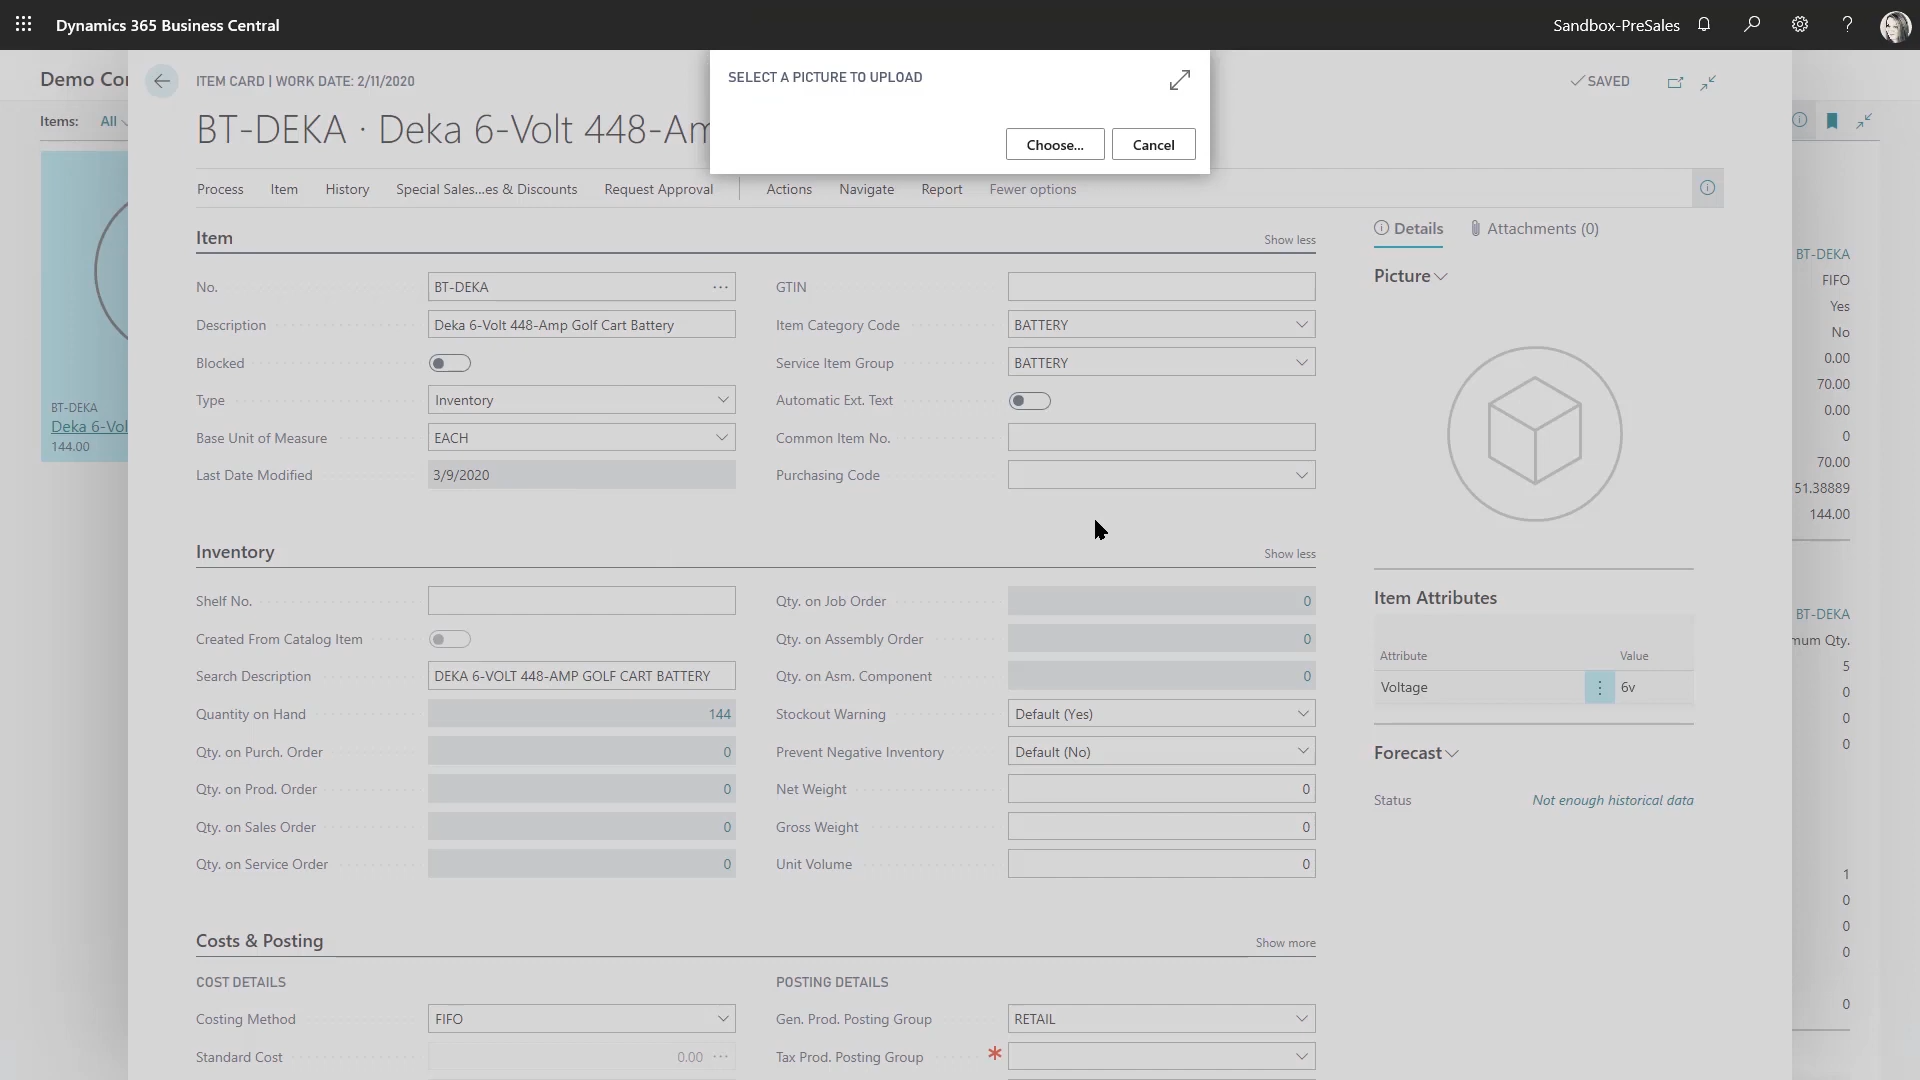 Dynamics 365 Business Central
Sandbox-PreSales
?
Demo Co
Items: All
ITEM CARD | WORK DATE: 2/11/2020
SAVED
BT-DEKA · Deka 6-Volt 448-Am
SELECT A PICTURE TO UPLOAD
Choose...
Cancel
Process
Item
History
Special Sales...es & Discounts
Request Approval
Actions
Navigate
Report
Fewer options
BT-DEKA
Deka 6-Vol
144.00
Item
Show less
No.
BT-DEKA
...
Description
Deka 6-Volt 448-Amp Golf Cart Battery
Blocked
Type
Inventory
Base Unit of Measure
EACH
Last Date Modified
3/9/2020
GTIN
Item Category Code
BATTERY
Service Item Group
BATTERY
Automatic Ext. Text
Common Item No.
Purchasing Code
Inventory
Show less
Shelf No.
Created From Catalog Item
Search Description
DEKA 6-VOLT 448-AMP GOLF CART BATTERY
Quantity on Hand
144
Qty. on Purch. Order
0
Qty. on Prod. Order
0
Qty. on Sales Order
0
Qty. on Service Order
0
Qty. on Job Order
0
Qty. on Assembly Order
0
Qty. on Asm. Component
0
Stockout Warning
Default (Yes)
Prevent Negative Inventory
Default (No)
Net Weight
0
Gross Weight
0
Unit Volume
0
Costs & Posting
Show more
COST DETAILS
Costing Method
FIFO
Standard Cost
0.00 ...
POSTING DETAILS
Gen. Prod. Posting Group
RETAIL
Tax Prod. Posting Group
*
Details
Attachments (0)
Picture
Item Attributes
Attribute
Value
Voltage
6v
Forecast
Status
Not enough historical data
BT-DEKA
FIFO
Yes
No
0.00
70.00
0.00
0
70.00
51.38889
144.00
BT-DEKA
mum Qty.
5
0
0
0
1
0
0
0
0